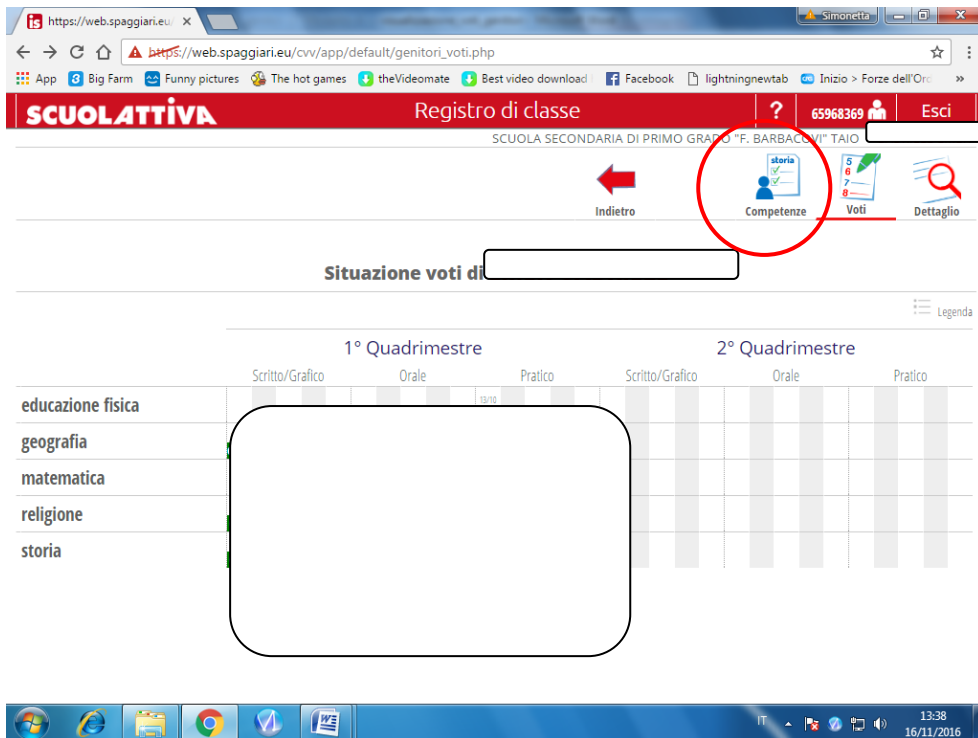 https://web.spaggiari.eu/
Simonetta
https://web.spaggiari.eu/cvv/app/default/genitori_voti.php
App Big Farm Funny pictures The hot games theVideomate Best video download Facebook lightningnewtab Inizio > Forze dell'Ord »
SCUOLATTIVA Registro di classe ? 65968369 Esci
SCUOLA SECONDARIA DI PRIMO GRADO "F. BARBACOVI" TAIO
storia
5
6
7
8
Indietro Competenze Voti Dettaglio
Situazione voti di
Legenda
1° Quadrimestre 2° Quadrimestre
Scritto/Grafico Orale Pratico Scritto/Grafico Orale Pratico
educazione fisica 13/10
geografia
matematica
religione
storia
IT 13:38
16/11/2016